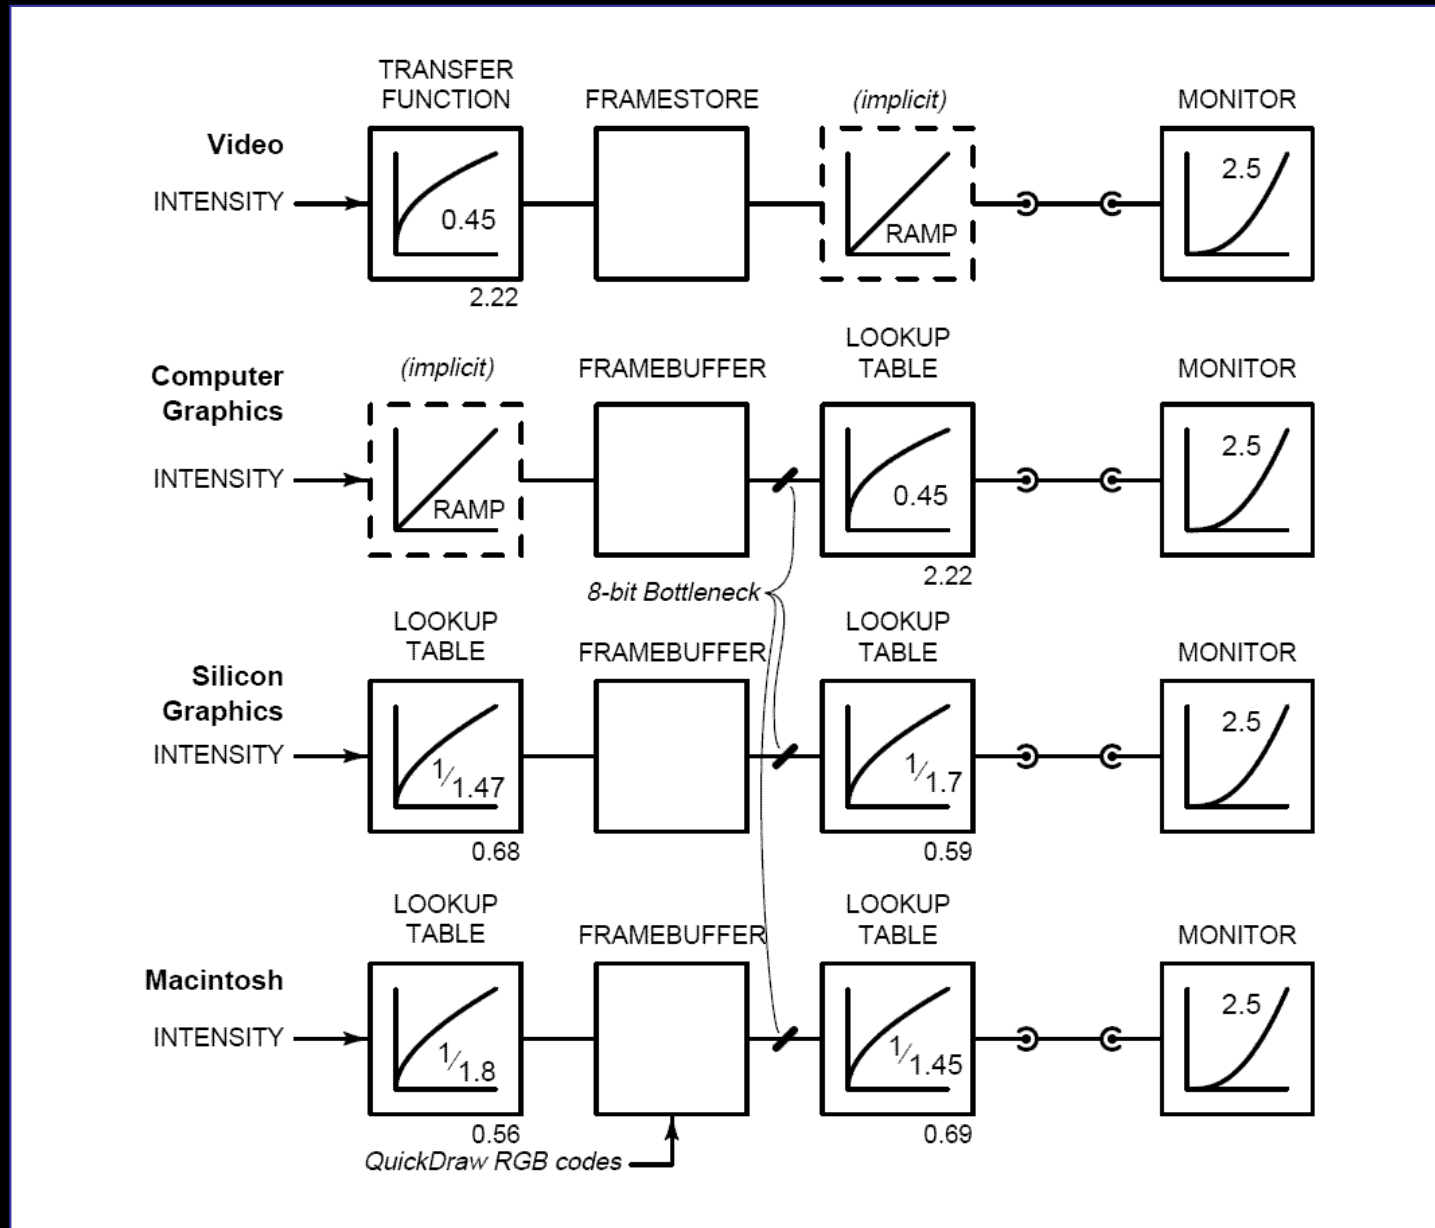 TRANSFER
FUNCTION
FRAMESTORE
(implicit)
MONITOR
Video
INTENSITY
0.45
RAMP
2.5
2.22
(implicit)
FRAMEBUFFER
LOOKUP
TABLE
MONITOR
Computer
Graphics
INTENSITY
RAMP
0.45
2.5
2.22
8-bit Bottleneck
LOOKUP
TABLE
FRAMEBUFFER
LOOKUP
TABLE
MONITOR
Silicon
Graphics
INTENSITY
1/1.47
1/1.7
2.5
0.68
0.59
LOOKUP
TABLE
FRAMEBUFFER
LOOKUP
TABLE
MONITOR
Macintosh
INTENSITY
1/1.8
1/1.45
2.5
0.56
0.69
QuickDraw RGB codes